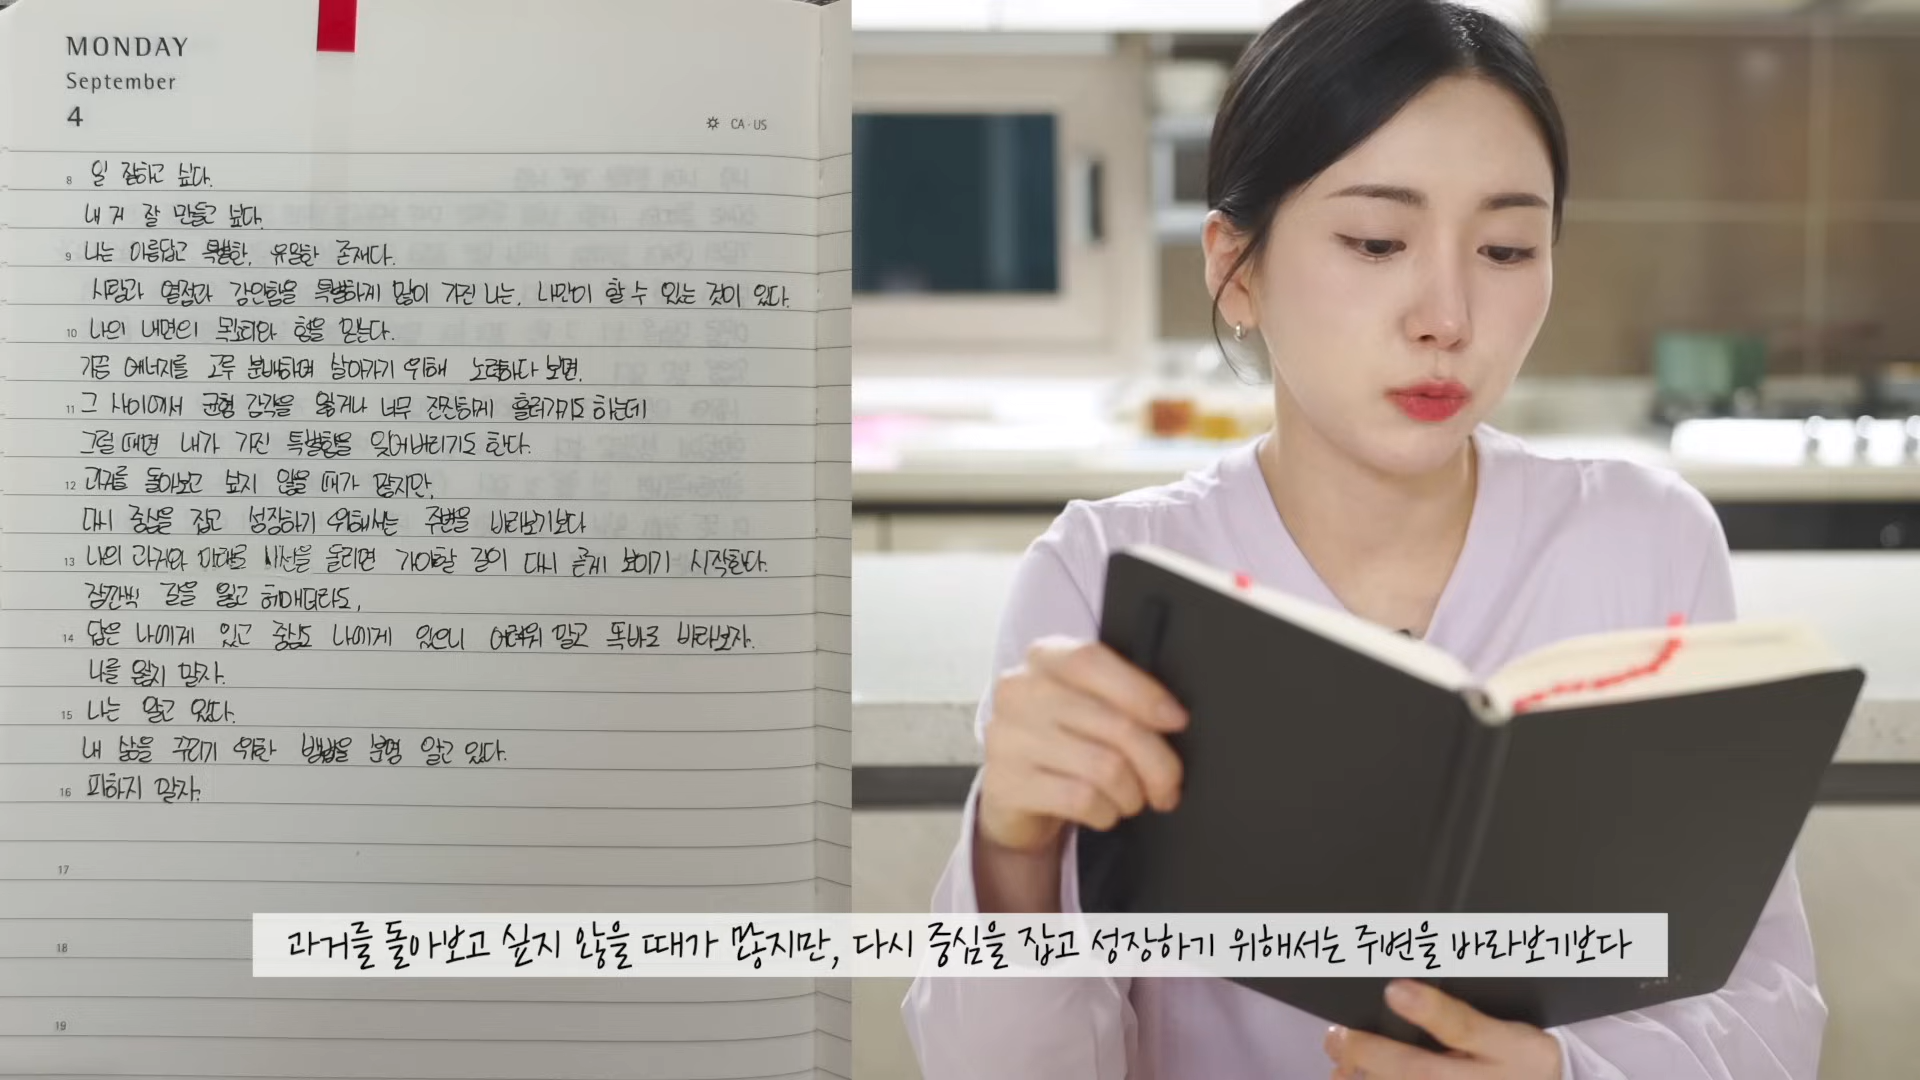 MONDAY
September
4
CA · US
8 일 잘하고 싶다.
내 거 잘 만들고 싶다.
9 나는 아름답고 특별한, 유일한 존재다.
사랑과 열정과 강인함을 특별하게 많이 가진 나는, 나만이 할 수 있는 것이 있다.
10 나의 내면의 목소리와 힘을 믿는다.
가끔 에너지를 고루 분배하며 살아가기 위해 노력하다 보면,
11 그 사이에서 균형 감각을 잃거나 너무 잔잔하게 흘러가기도 하는데
그럴 때면 내가 가진 특별함을 잊어버리기도 한다.
12 과거를 돌아보고 싶지 않을 때가 많지만,
다시 중심을 잡고 성장하기 위해서는 주변을 바라보기보다
13 나의 과거와 미래로 시선을 돌리면 가야할 길이 다시 곧게 보이기 시작한다.
잠깐씩 길을 잃고 헤매더라도,
14 답은 나에게 있고 중심도 나에게 있으니 어려워 말고 똑바로 바라보자.
나를 잃지 말자.
15 나는 알고 있다.
내 삶을 꾸리기 위한 방법을 분명 알고 있다.
16 피하지 말자.
17
18
19
과거를 돌아보고 싶지 않을 때가 많지만, 다시 중심을 잡고 성장하기 위해서는 주변을 바라보기보다